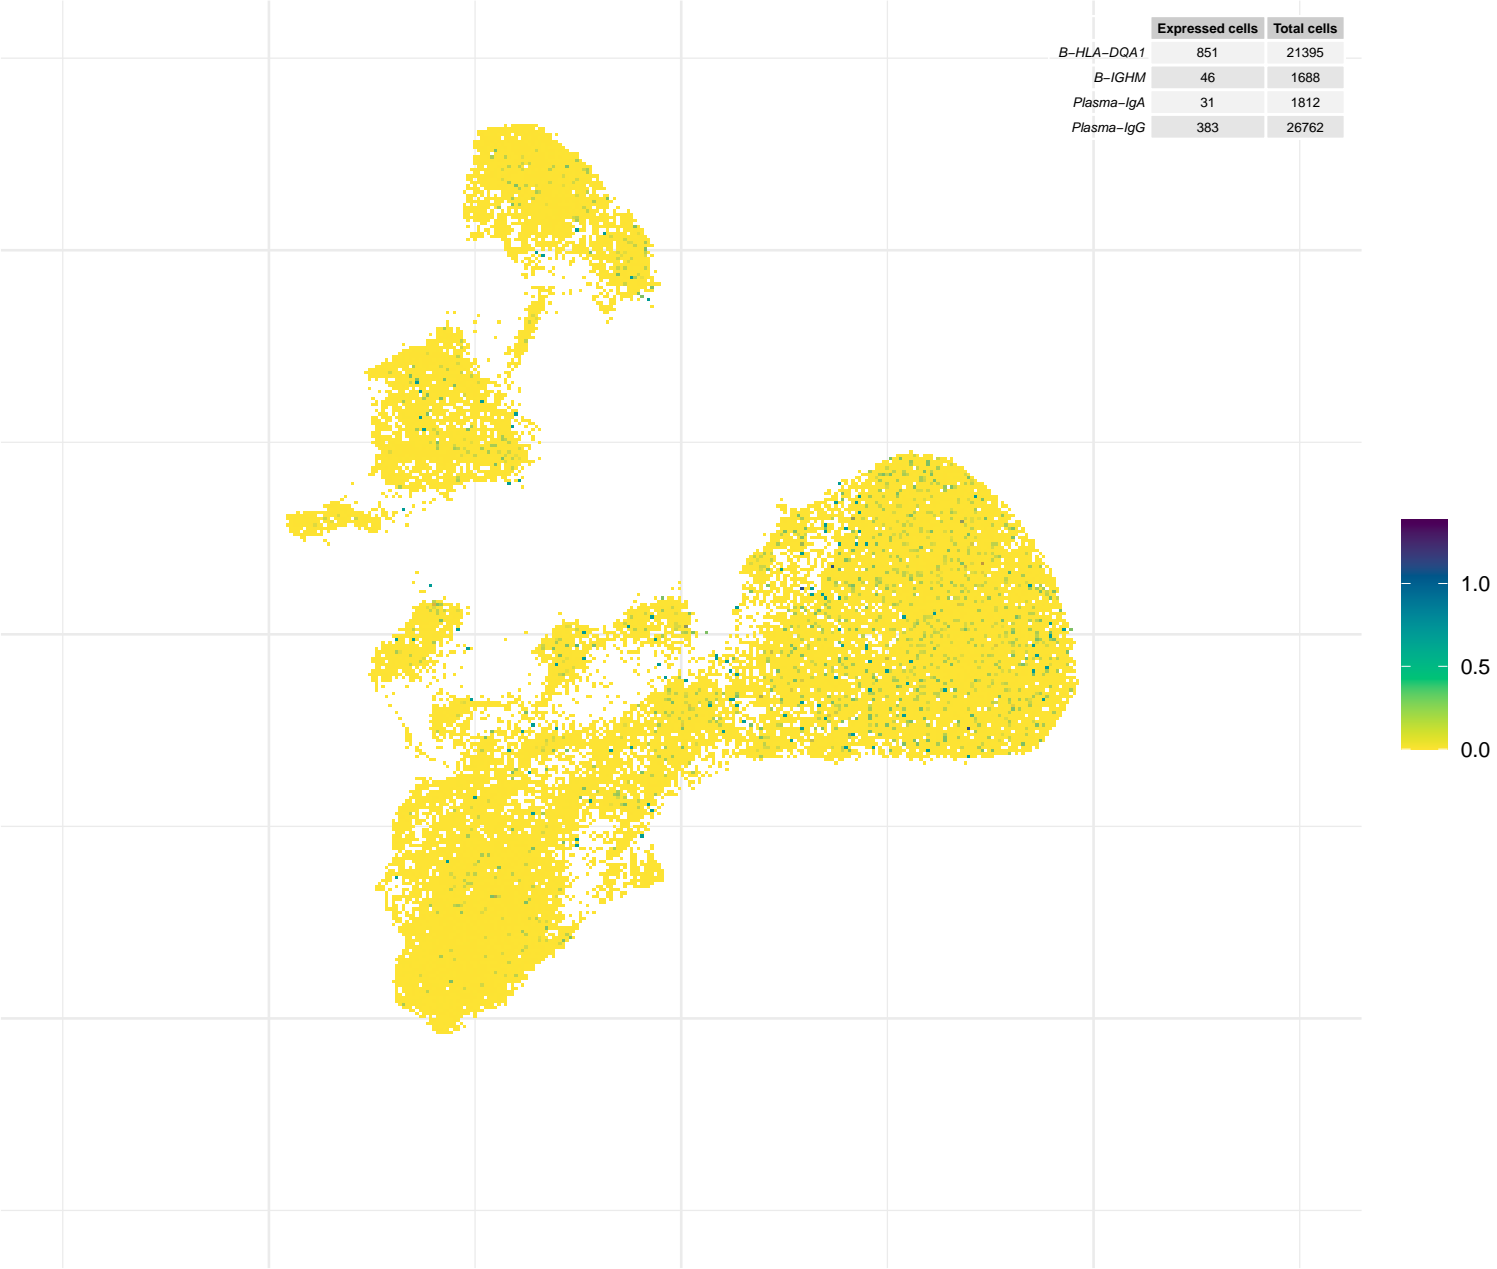 Expressed cells Total cells
B−HLA−DQA1 851 21395
B−IGHM 46 1688
Plasma−IgA 31 1812
Plasma−IgG 383 26762
1.0
0.5
0.0